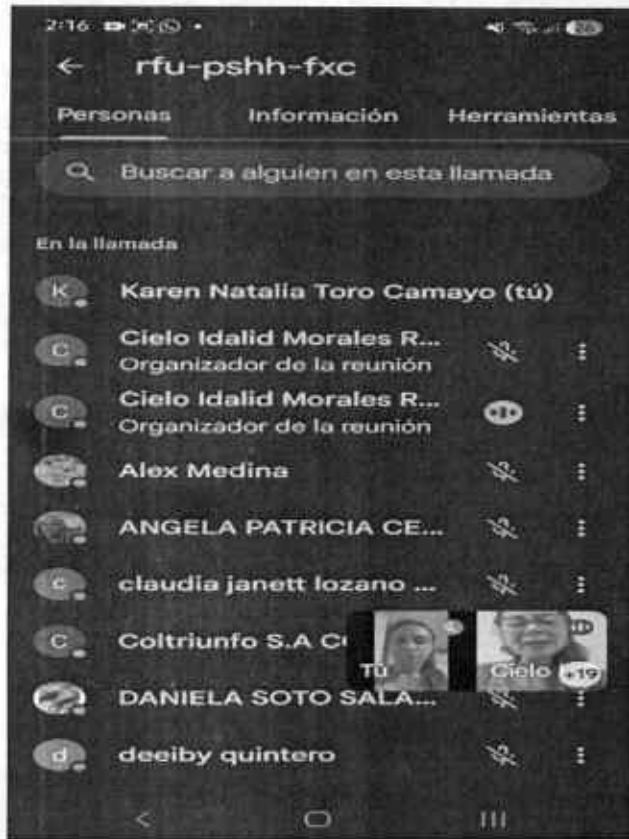 2:16
rfu-pshh-fxc
Personas Información Herramientas
Buscar a alguien en esta llamada
En la llamada
K Karen Natalia Toro Camayo (tú)
C Cielo Idalid Morales R...
Organizador de la reunión
C Cielo Idalid Morales R...
Organizador de la reunión
Alex Medina
ANGELA PATRICIA CE...
c claudia janett lozano ...
C Coltriunfo S.A
Tú Cielo +19
DANIELA SOTO SALA...
d deeiby quintero